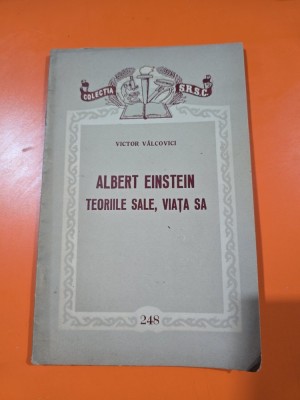 COLECȚIA S.R.S.C.
VICTOR VÂLCOVICI
ALBERT EINSTEIN
TEORIILE SALE, VIAȚA SA
248